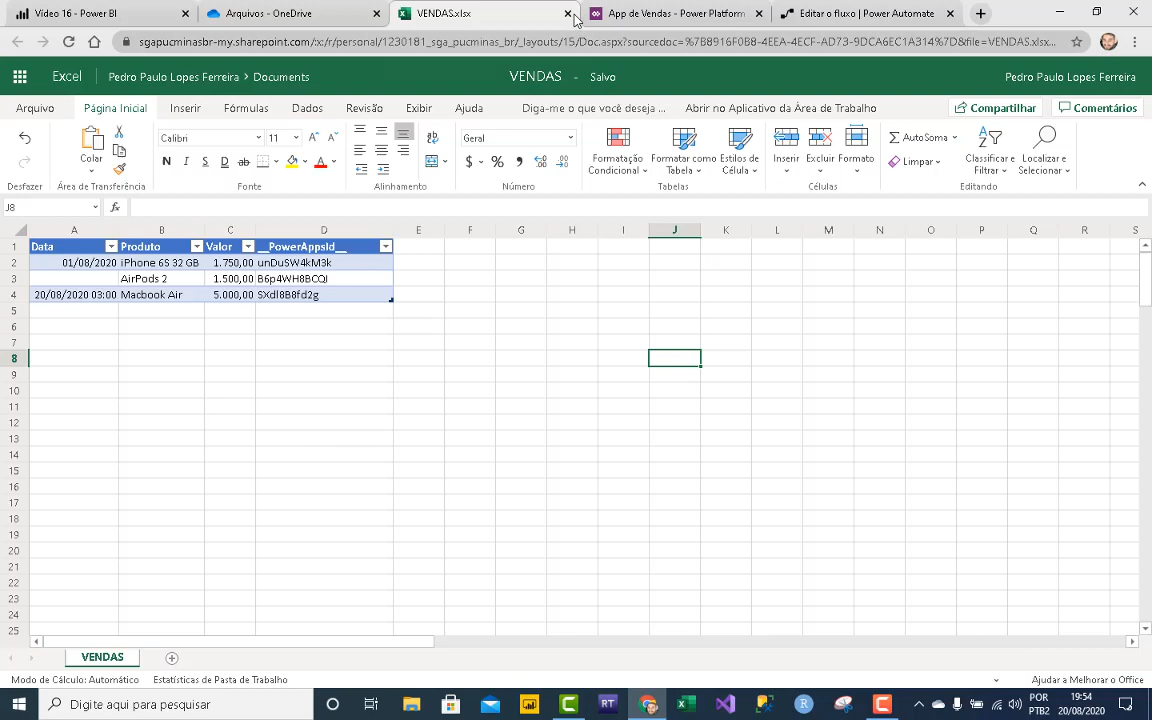 Vídeo 16 - Power BI
Arquivos - OneDrive
VENDAS.xlsx
App de Vendas - Power Platform
Editar o fluxo | Power Automate
sgapucminasbr-my.sharepoint.com/:x:/r/personal/1230181_sga_pucminas_br/_layouts/15/Doc.aspx?sourcedoc=%7B8916F0B8-4EEA-4ECF-AD73-9DCA6EC1A314%7D&file=VENDAS.xlsx...
Excel
Pedro Paulo Lopes Ferreira > Documents
VENDAS - Salvo
Pedro Paulo Lopes Ferreira
Arquivo Página Inicial Inserir Fórmulas Dados Revisão Exibir Ajuda Diga-me o que você deseja ... Abrir no Aplicativo da Área de Trabalho Compartilhar Comentários
Calibri 11 Geral AutoSoma
Colar Formatação Condicional Formatar como Tabela Estilos de Célula Inserir Excluir Formato Limpar Classificar e Filtrar Localizar e Selecionar
Desfazer Área de Transferência Fonte Alinhamento Número Tabelas Células Editando
J8
A B C D E F G H I J K L M N O P Q R S
1 Data Produto Valor __PowerAppsId__
2 01/08/2020 iPhone 6S 32 GB 1.750,00 unDuSW4kM3k
3 AirPods 2 1.500,00 B6p4WH8BCQJ
4 20/08/2020 03:00 Macbook Air 5.000,00 SXdl8B8fd2g
5
6
7
8
9
10
11
12
13
14
15
16
17
18
19
20
21
22
23
24
25
VENDAS
Modo de Cálculo: Automático Estatísticas de Pasta de Trabalho Ajudar a Melhorar o Office
Digite aqui para pesquisar
POR
PTB2
19:54
20/08/2020